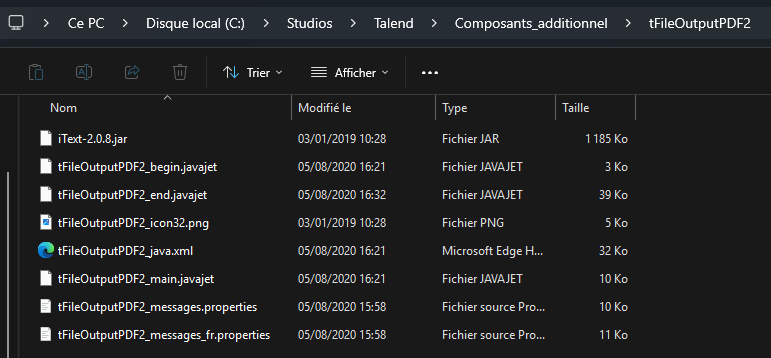 Ce PC > Disque local (C:) > Studios > Talend > Composants_additionnel > tFileOutputPDF2
Trier Afficher ...
Nom Modifié le Type Taille
iText-2.0.8.jar 03/01/2019 10:28 Fichier JAR 1 185 Ko
tFileOutputPDF2_begin.javajet 05/08/2020 16:21 Fichier JAVAJET 3 Ko
tFileOutputPDF2_end.javajet 05/08/2020 16:32 Fichier JAVAJET 39 Ko
tFileOutputPDF2_icon32.png 03/01/2019 10:28 Fichier PNG 5 Ko
tFileOutputPDF2_java.xml 05/08/2020 16:21 Microsoft Edge H... 32 Ko
tFileOutputPDF2_main.javajet 05/08/2020 16:21 Fichier JAVAJET 10 Ko
tFileOutputPDF2_messages.properties 05/08/2020 15:58 Fichier source Pro... 10 Ko
tFileOutputPDF2_messages_fr.properties 05/08/2020 15:58 Fichier source Pro... 11 Ko